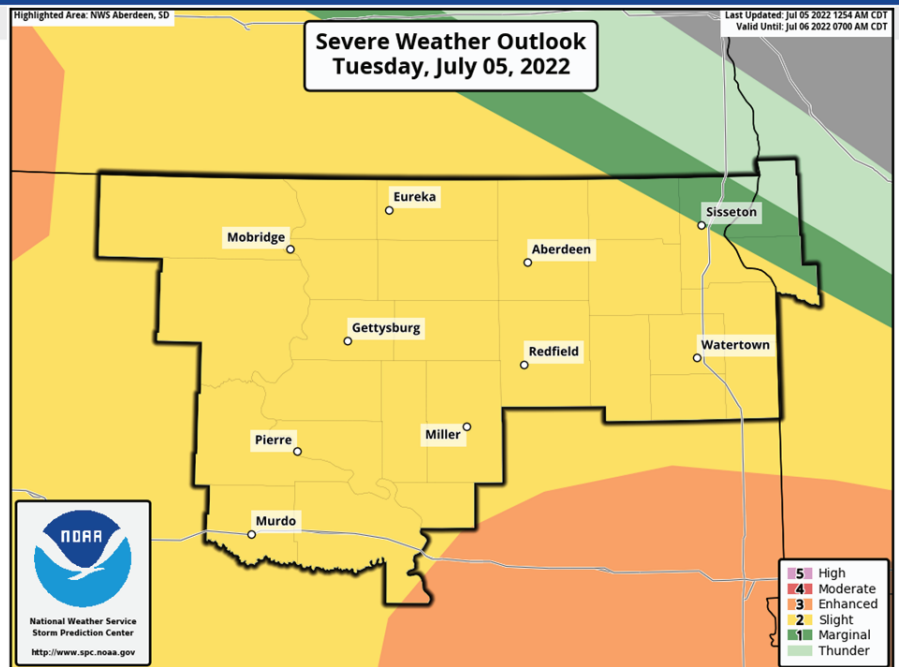 Highlighted Area: NWS Aberdeen, SD
Last Updated: Jul 05 2022 1254 AM CDT
Valid Until: Jul 06 2022 0700 AM CDT
Severe Weather Outlook
Tuesday, July 05, 2022
Eureka
Sisseton
Mobridge
Aberdeen
Gettysburg
Redfield
Watertown
Pierre
Miller
Murdo
NOAA
National Weather Service
Storm Prediction Center
http://www.spc.noaa.gov
5 High
4 Moderate
3 Enhanced
2 Slight
1 Marginal
Thunder